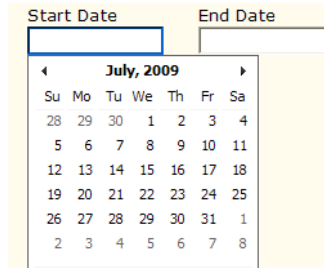 Start Date End Date
July, 2009
Su Mo Tu We Th Fr Sa
28 29 30 1 2 3 4
5 6 7 8 9 10 11
12 13 14 15 16 17 18
19 20 21 22 23 24 25
26 27 28 29 30 31 1
2 3 4 5 6 7 8